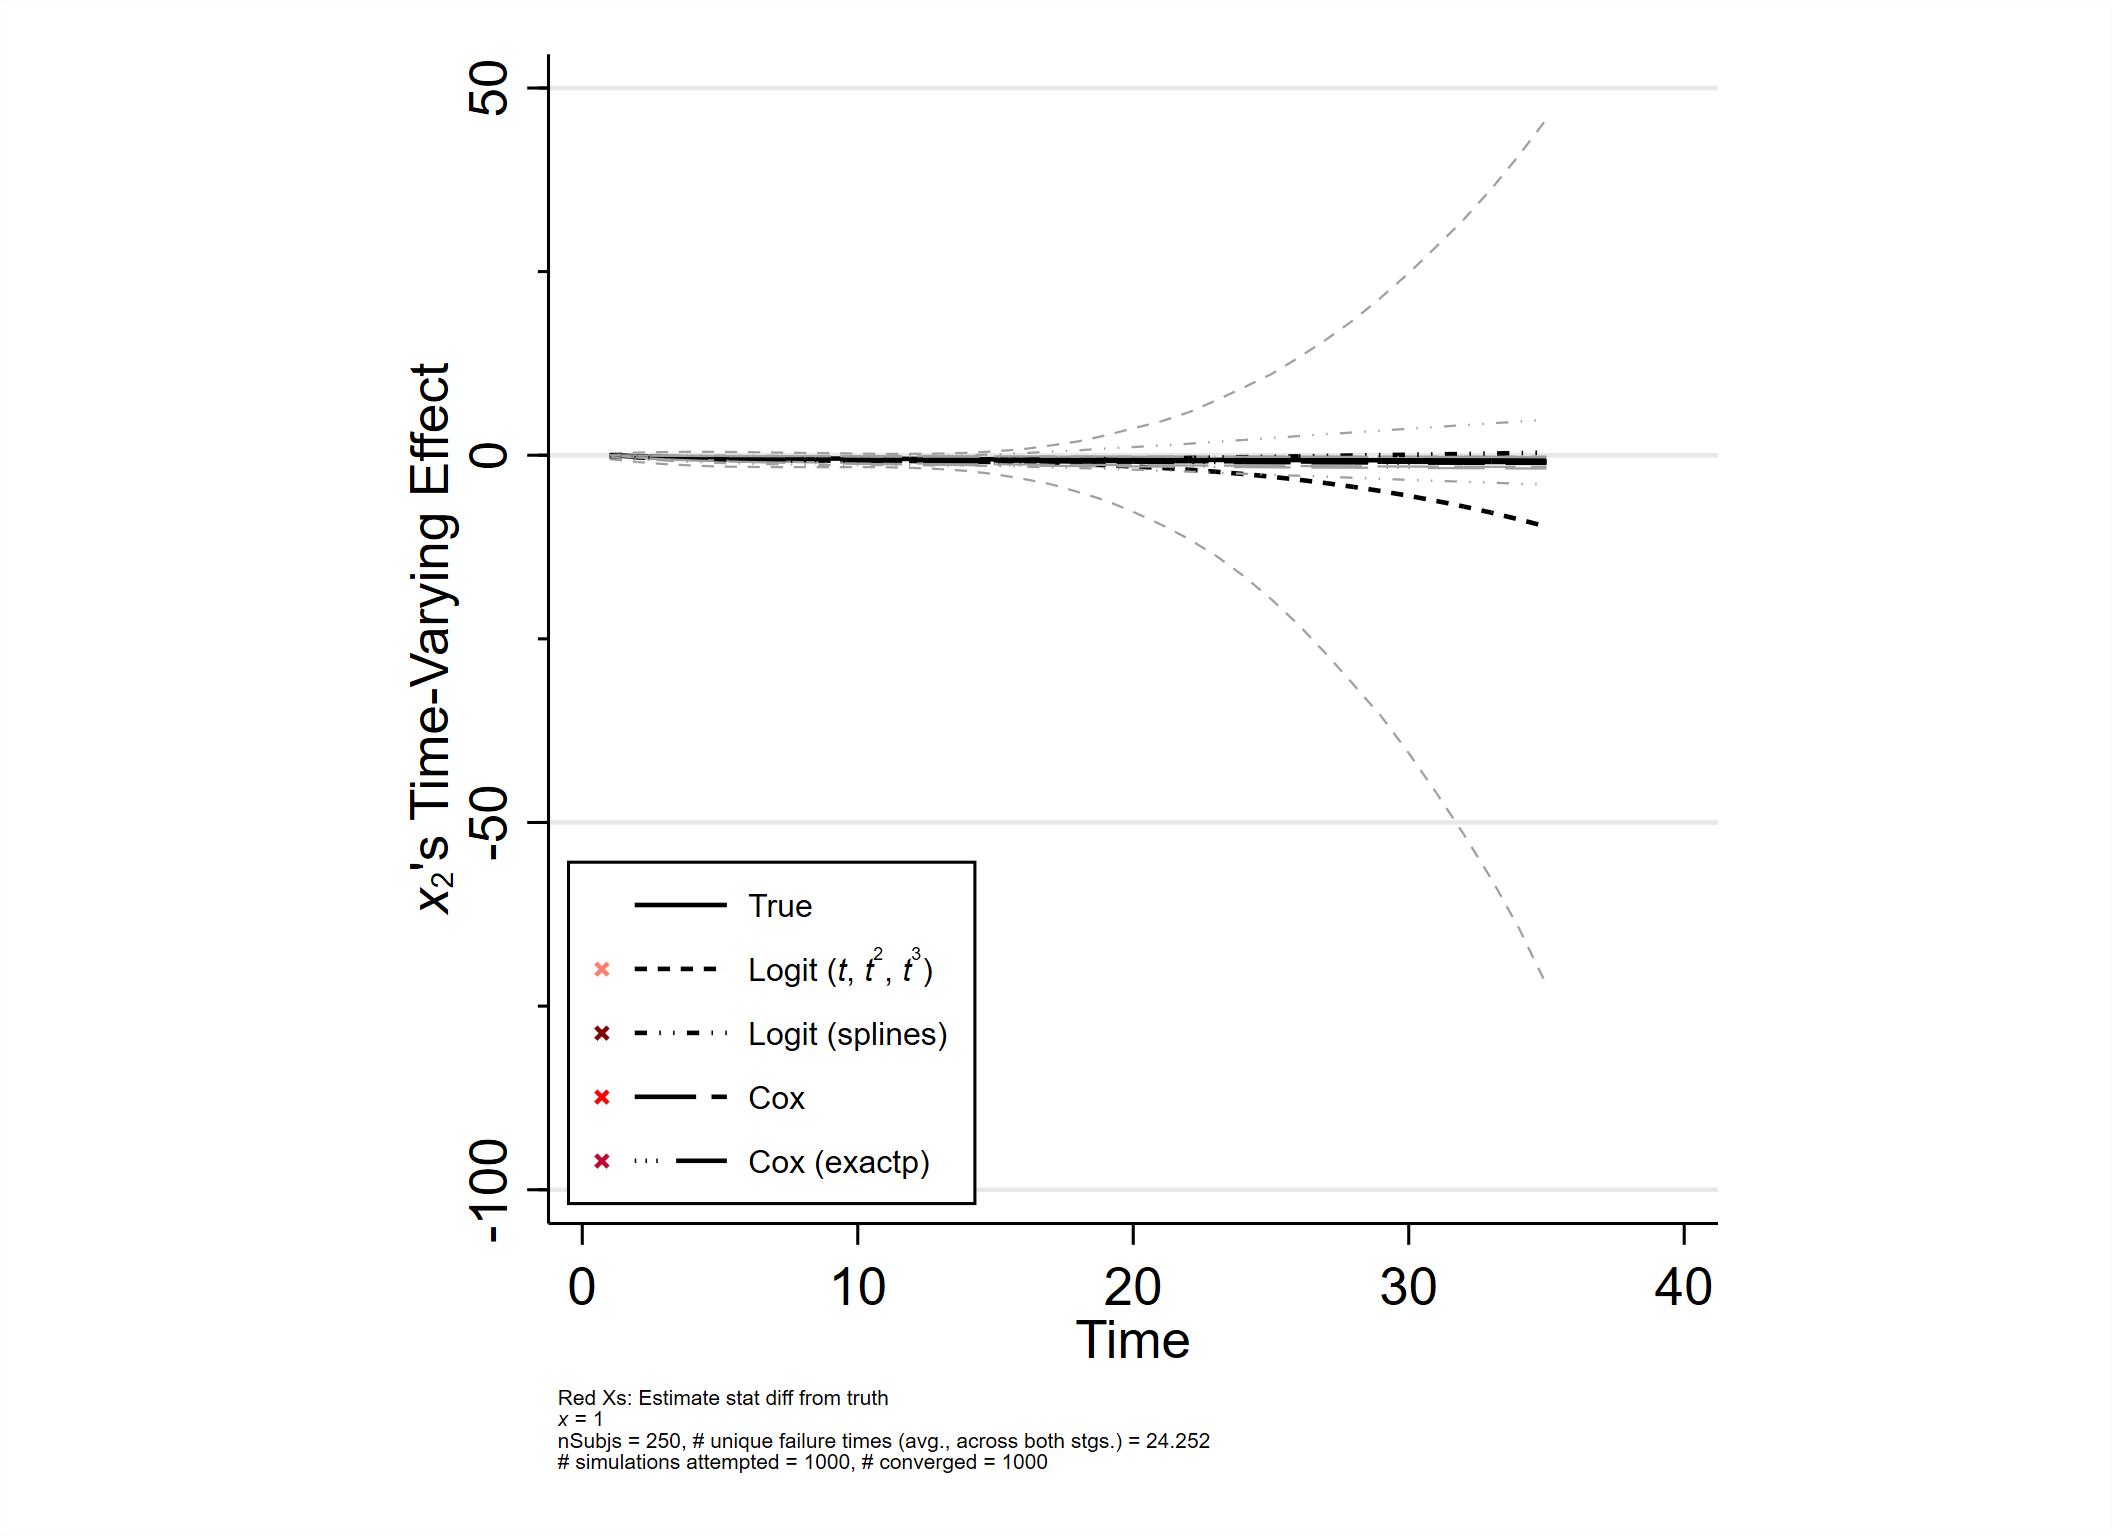 x₂'s Time-Varying Effect
50
0
-50
-100
True
Logit (t, t², t³)
Logit (splines)
Cox
Cox (exactp)
0 10 20 30 40
Time
Red Xs: Estimate stat diff from truth
x = 1
nSubjs = 250, # unique failure times (avg., across both stgs.) = 24.252
# simulations attempted = 1000, # converged = 1000